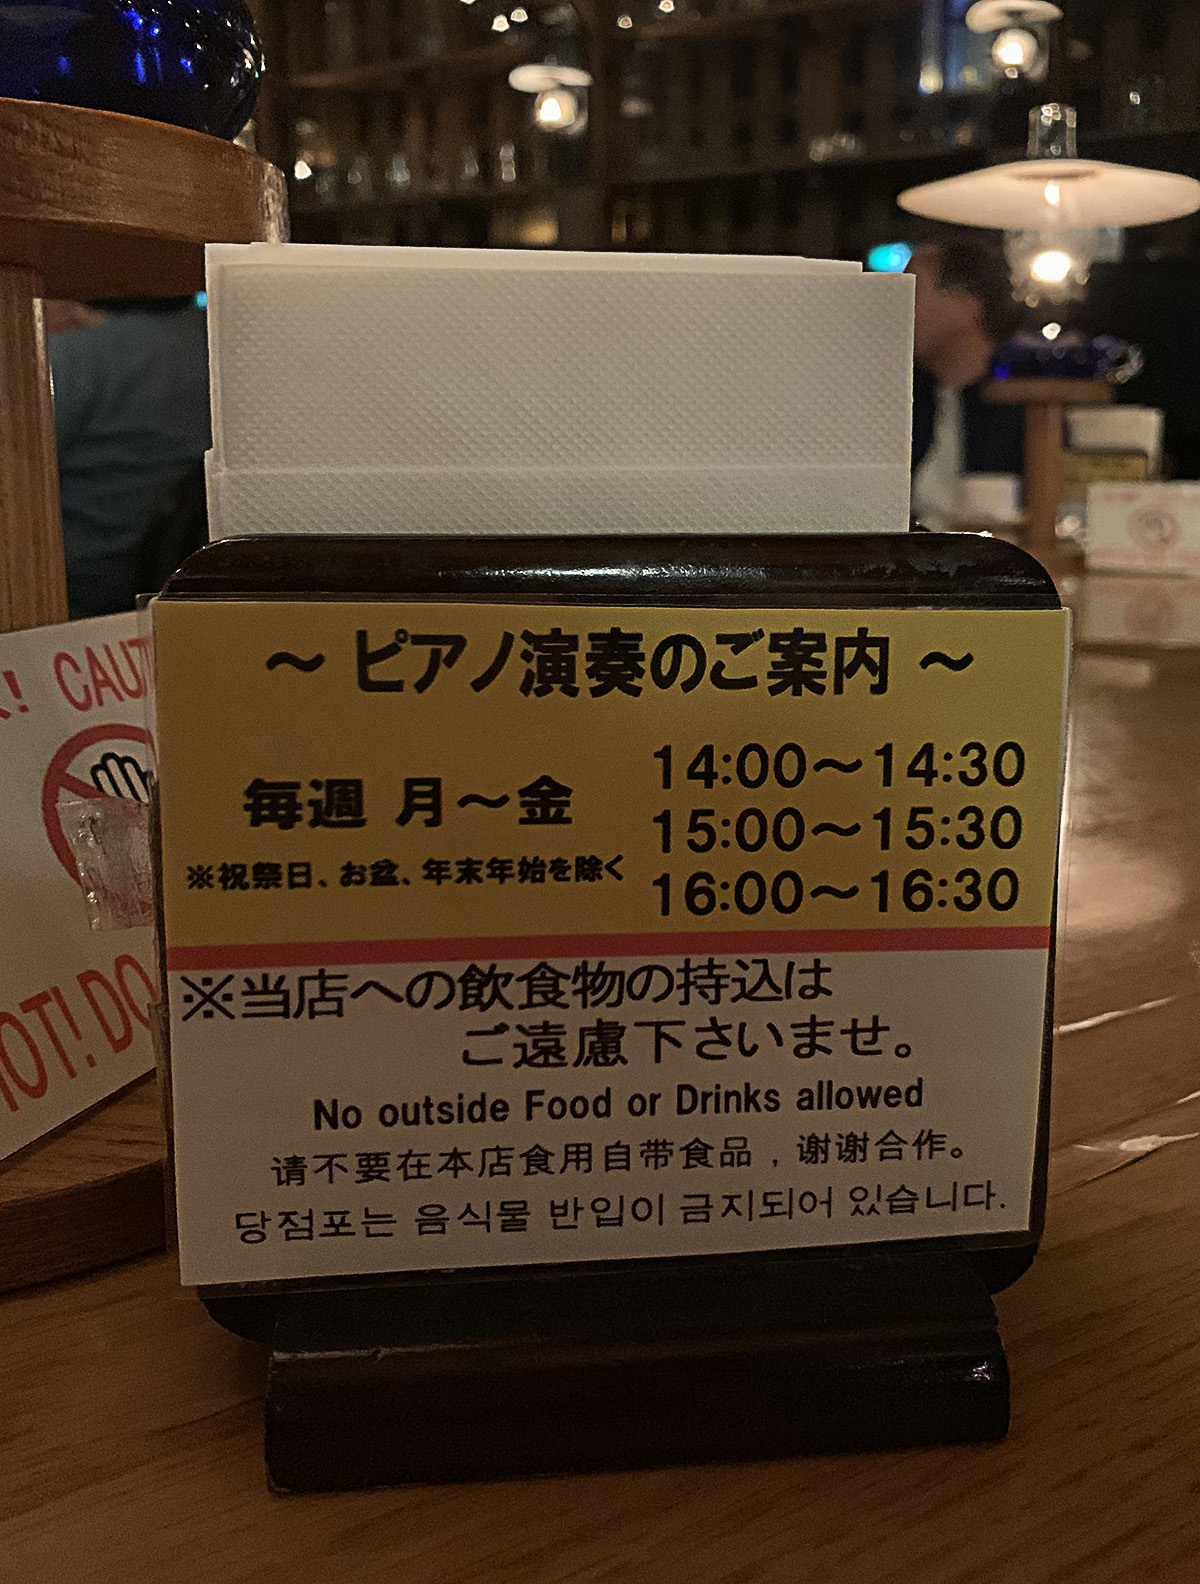 ～ ピアノ演奏のご案内 ～
毎週 月～金
※祝祭日、お盆、年末年始を除く
14:00～14:30
15:00～15:30
16:00～16:30
※当店への飲食物の持込は
ご遠慮下さいませ。
No outside Food or Drinks allowed
请不要在本店食用自带食品，谢谢合作。
당점포는 음식물 반입이 금지되어 있습니다.
! CAUT
OT! DO